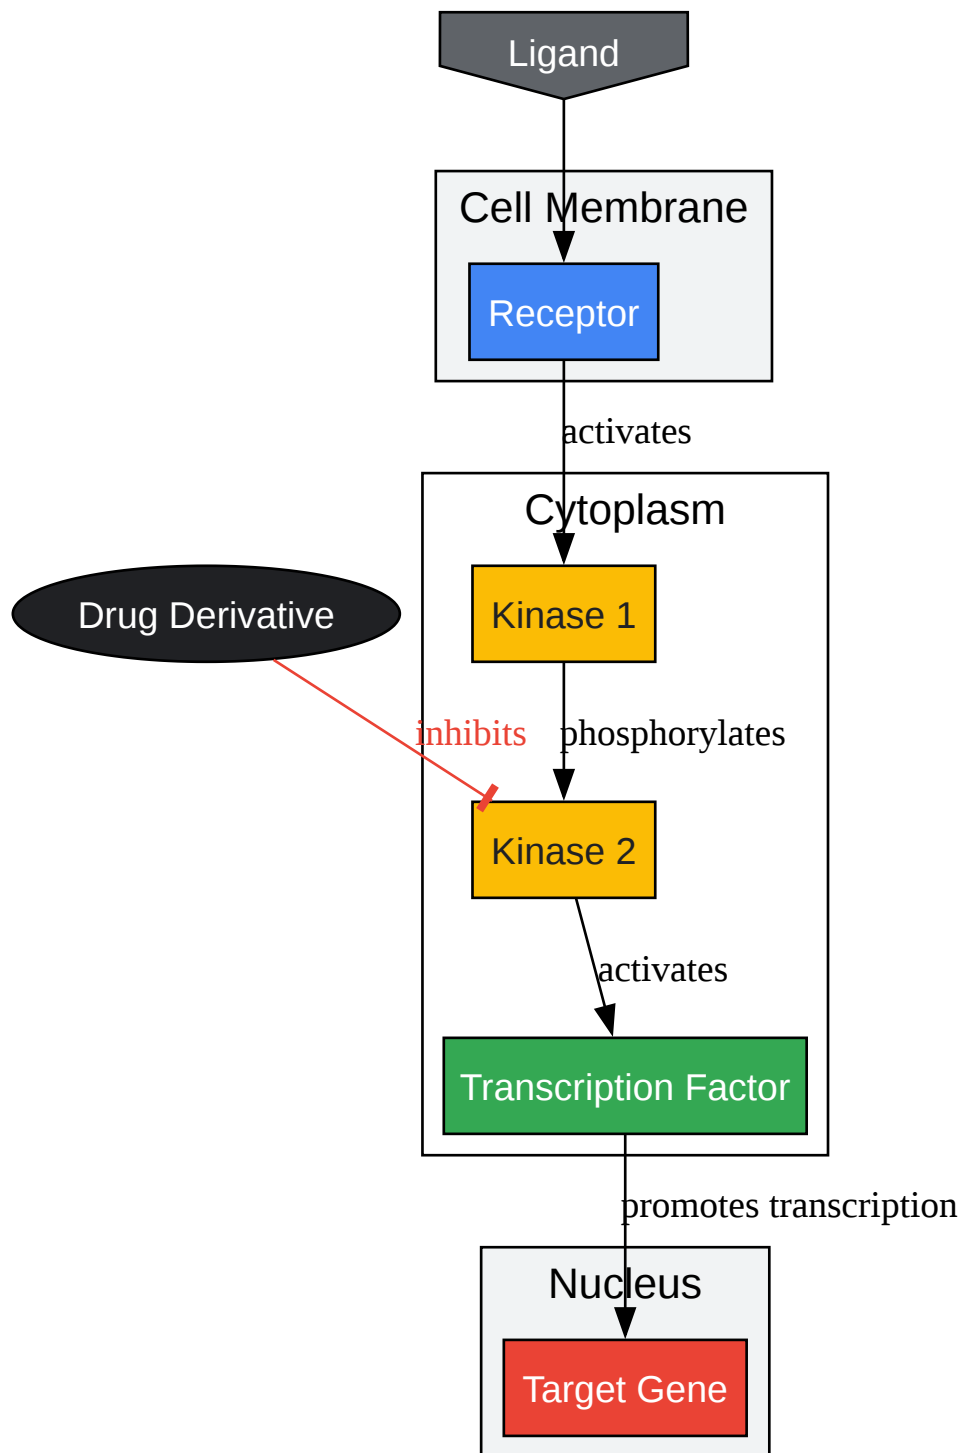 Ligand
Cell Membrane
Receptor
activates
Cytoplasm
Kinase 1
Drug Derivative
inhibits
phosphorylates
Kinase 2
activates
Transcription Factor
promotes transcription
Nucleus
Target Gene